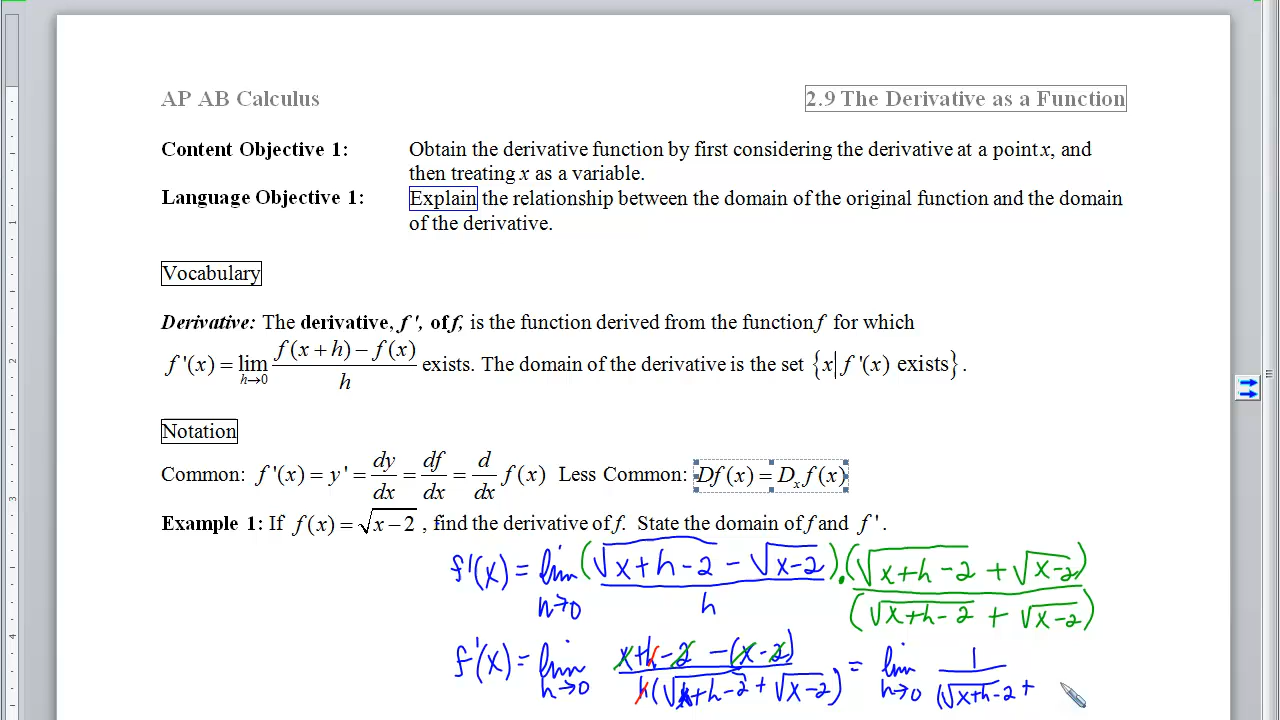 AP AB Calculus 2.9 The Derivative as a Function
Content Objective 1: Obtain the derivative function by first considering the derivative at a point x, and
then treating x as a variable.
Language Objective 1: Explain the relationship between the domain of the original function and the domain
of the derivative.
Vocabulary
Derivative: The derivative, f ', of f, is the function derived from the function f for which
f '(x) = lim h→0 (f(x + h) − f(x))/h exists. The domain of the derivative is the set {x| f '(x) exists}.
Notation
Common: f '(x) = y' = dy/dx = df/dx = d/dx f(x) Less Common: Df(x) = Dₓf(x)
Example 1: If f(x) = √(x−2), find the derivative of f. State the domain of f and f '.
f'(x) = lim h→0 (√(x+h−2) − √(x−2))/h · (√(x+h−2) + √(x−2))/(√(x+h−2) + √(x−2))
f'(x) = lim h→0 (x+h−2 −(x−2))/(h(√(x+h−2) + √(x−2))) = lim h→0 1/(√(x+h−2) +
1
2
3
4